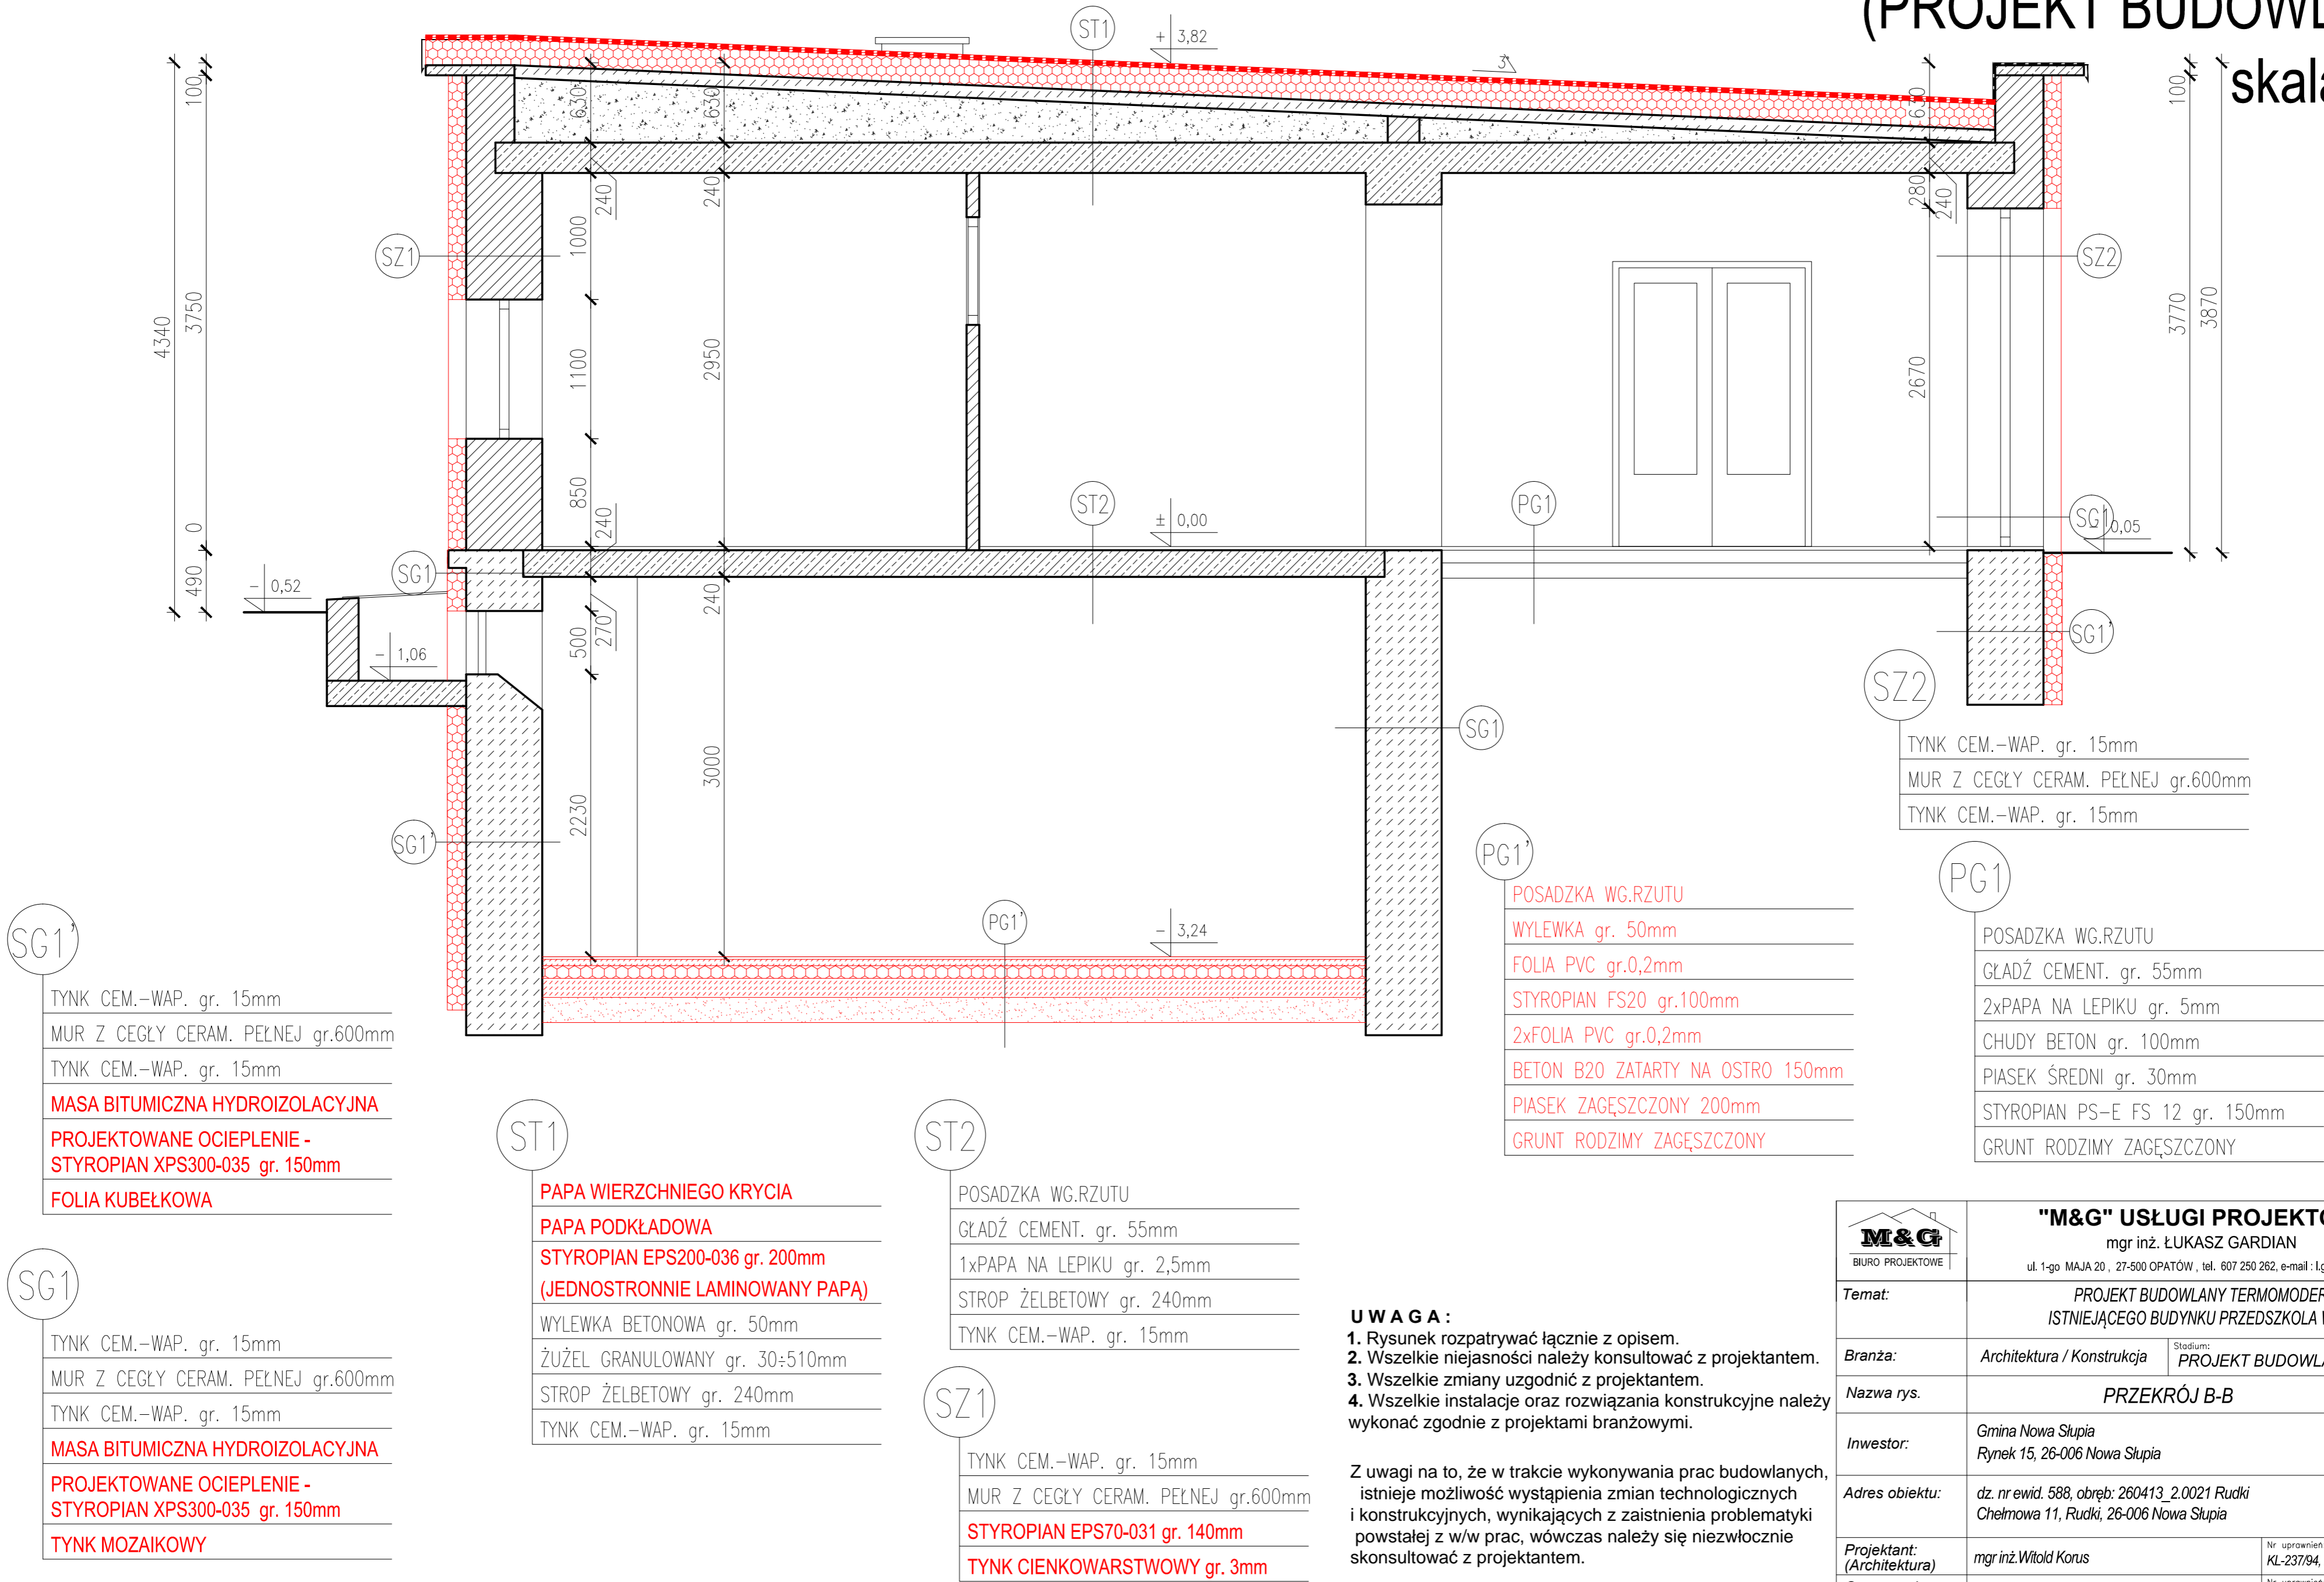 (PROJEKT BUDOWL
skala
ST1
+ 3,82
3°
100
630
630
630
100
240
240
280
240
SZ1
1000
SZ2
4340
3750
3770
3870
1100
2950
2670
850
240
ST2
± 0,00
PG1
SG1
- 0,05
0
490
SG1
- 0,52
240
500
270
- 1,06
SG1'
SG1
3000
2230
SG1'
PG1'
- 3,24
SZ2
TYNK CEM.-WAP. gr. 15mm
MUR Z CEGŁY CERAM. PEŁNEJ gr.600mm
TYNK CEM.-WAP. gr. 15mm
PG1'
POSADZKA WG.RZUTU
WYLEWKA gr. 50mm
FOLIA PVC gr.0,2mm
STYROPIAN FS20 gr.100mm
2xFOLIA PVC gr.0,2mm
BETON B20 ZATARTY NA OSTRO 150mm
PIASEK ZAGĘSZCZONY 200mm
GRUNT RODZIMY ZAGĘSZCZONY
PG1
POSADZKA WG.RZUTU
GŁADŹ CEMENT. gr. 55mm
2xPAPA NA LEPIKU gr. 5mm
CHUDY BETON gr. 100mm
PIASEK ŚREDNI gr. 30mm
STYROPIAN PS-E FS 12 gr. 150mm
GRUNT RODZIMY ZAGĘSZCZONY
SG1'
TYNK CEM.-WAP. gr. 15mm
MUR Z CEGŁY CERAM. PEŁNEJ gr.600mm
TYNK CEM.-WAP. gr. 15mm
MASA BITUMICZNA HYDROIZOLACYJNA
PROJEKTOWANE OCIEPLENIE -
STYROPIAN XPS300-035 gr. 150mm
FOLIA KUBEŁKOWA
SG1
TYNK CEM.-WAP. gr. 15mm
MUR Z CEGŁY CERAM. PEŁNEJ gr.600mm
TYNK CEM.-WAP. gr. 15mm
MASA BITUMICZNA HYDROIZOLACYJNA
PROJEKTOWANE OCIEPLENIE -
STYROPIAN XPS300-035 gr. 150mm
TYNK MOZAIKOWY
ST1
PAPA WIERZCHNIEGO KRYCIA
PAPA PODKŁADOWA
STYROPIAN EPS200-036 gr. 200mm
(JEDNOSTRONNIE LAMINOWANY PAPĄ)
WYLEWKA BETONOWA gr. 50mm
ŻUŻEL GRANULOWANY gr. 30÷510mm
STROP ŻELBETOWY gr. 240mm
TYNK CEM.-WAP. gr. 15mm
ST2
POSADZKA WG.RZUTU
GŁADŹ CEMENT. gr. 55mm
1xPAPA NA LEPIKU gr. 2,5mm
STROP ŻELBETOWY gr. 240mm
TYNK CEM.-WAP. gr. 15mm
SZ1
TYNK CEM.-WAP. gr. 15mm
MUR Z CEGŁY CERAM. PEŁNEJ gr.600mm
STYROPIAN EPS70-031 gr. 140mm
TYNK CIENKOWARSTWOWY gr. 3mm
U W A G A :
1. Rysunek rozpatrywać łącznie z opisem.
2. Wszelkie niejasności należy konsultować z projektantem.
3. Wszelkie zmiany uzgodnić z projektantem.
4. Wszelkie instalacje oraz rozwiązania konstrukcyjne należy
wykonać zgodnie z projektami branżowymi.
Z uwagi na to, że w trakcie wykonywania prac budowlanych,
istnieje możliwość wystąpienia zmian technologicznych
i konstrukcyjnych, wynikających z zaistnienia problematyki
powstałej z w/w prac, wówczas należy się niezwłocznie
skonsultować z projektantem.
M&G
BIURO PROJEKTOWE
"M&G" USŁUGI PROJEKTO
mgr inż. ŁUKASZ GARDIAN
ul. 1-go MAJA 20 , 27-500 OPATÓW , tel. 607 250 262, e-mail : l.g
Temat:
PROJEKT BUDOWLANY TERMOMODER
ISTNIEJĄCEGO BUDYNKU PRZEDSZKOLA
Branża:
Architektura / Konstrukcja
Stadium:
PROJEKT BUDOWLA
Nazwa rys.
PRZEKRÓJ B-B
Inwestor:
Gmina Nowa Słupia
Rynek 15, 26-006 Nowa Słupia
Adres obiektu:
dz. nr ewid. 588, obręb: 260413_2.0021 Rudki
Chełmowa 11, Rudki, 26-006 Nowa Słupia
Projektant:
(Architektura)
mgr inż.Witold Korus
Nr uprawnień
KL-237/94,